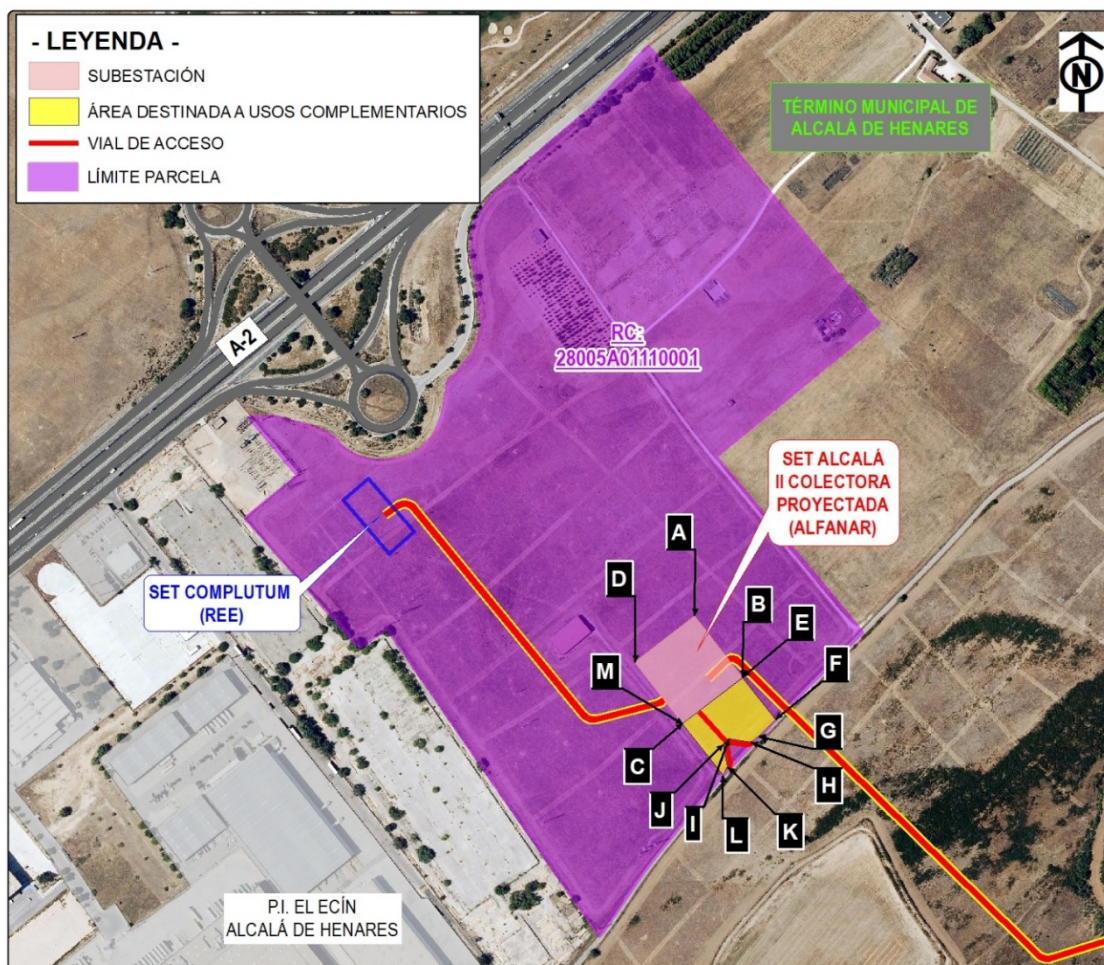 - LEYENDA -
SUBESTACIÓN
ÁREA DESTINADA A USOS COMPLEMENTARIOS
VIAL DE ACCESO
LÍMITE PARCELA
N
TÉRMINO MUNICIPAL DE
ALCALÁ DE HENARES
A-2
RC:
28005A01110001
SET ALCALÁ
II COLECTORA
PROYECTADA
(ALFANAR)
SET COMPLUTUM
(REE)
A
D
B
E
M
F
C
G
H
J
I
L
K
P.I. EL ECÍN
ALCALÁ DE HENARES